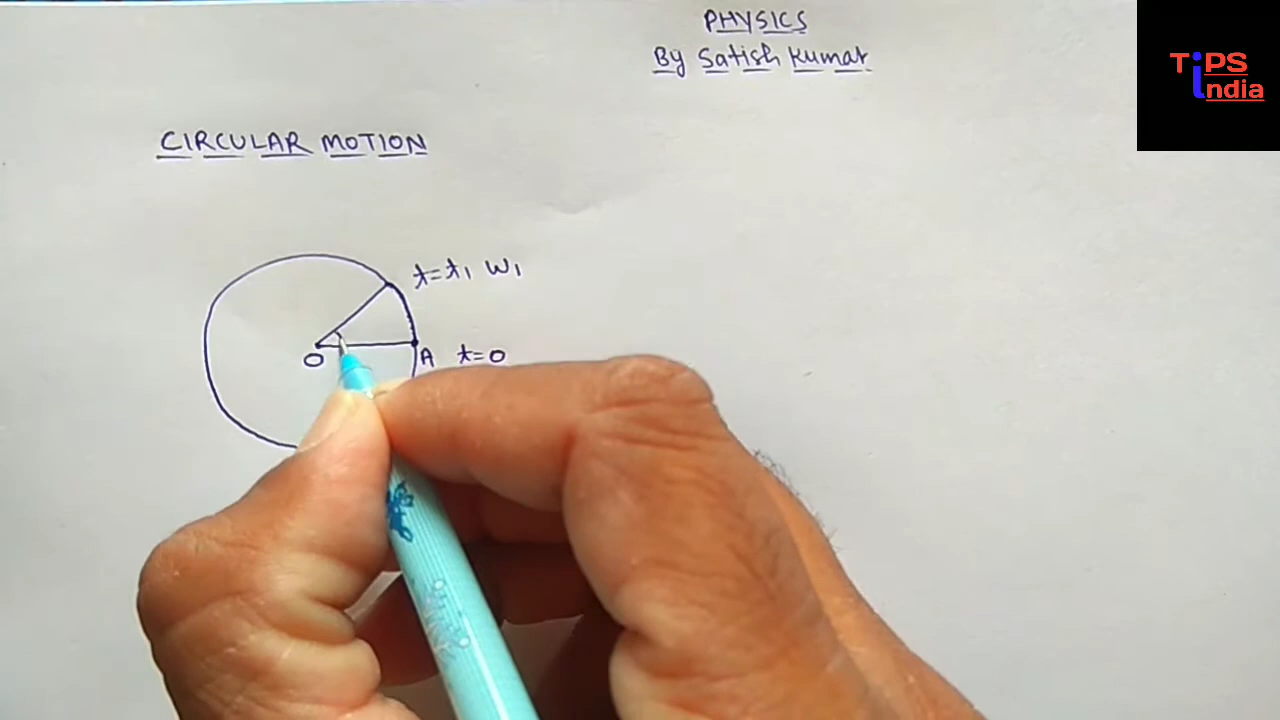 PHYSICS
By Satish Kumar
TiPS
india
CIRCULAR MOTION
t=t₁ W₁
O
A t=0